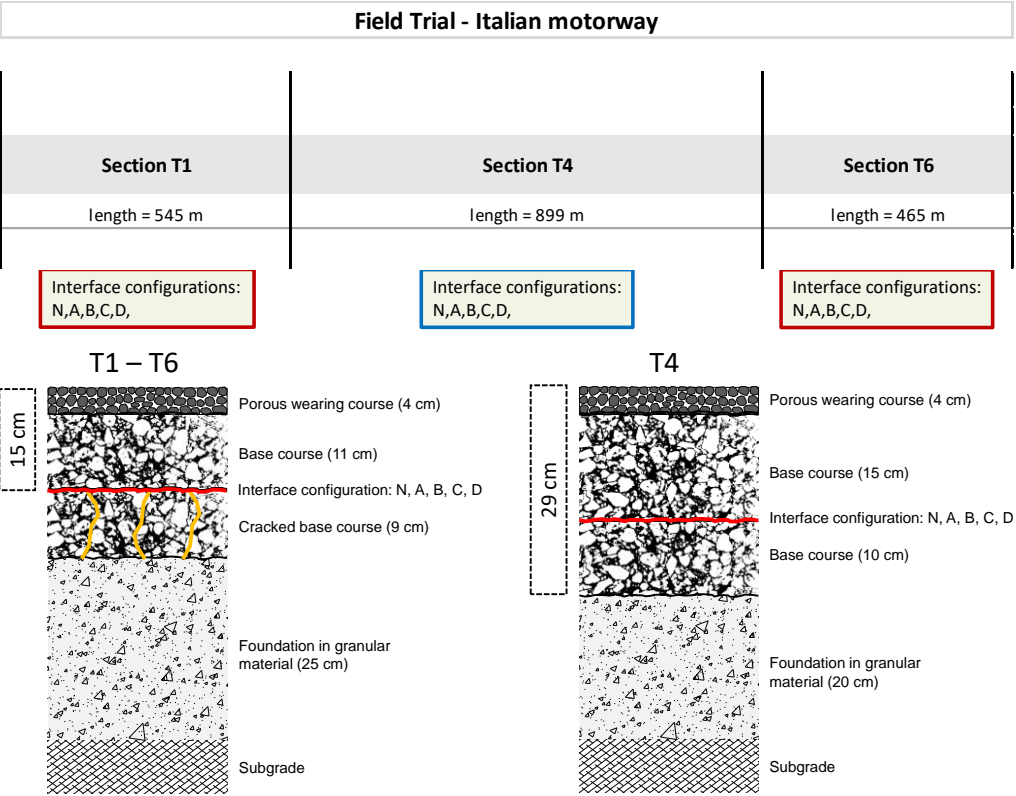 Field Trial - Italian motorway
Section T1
Section T4
Section T6
length = 545 m
length = 899 m
length = 465 m
Interface configurations:
N,A,B,C,D,
Interface configurations:
N,A,B,C,D,
Interface configurations:
N,A,B,C,D,
T1 – T6
15 cm
Porous wearing course (4 cm)
Base course (11 cm)
Interface configuration: N, A, B, C, D
Cracked base course (9 cm)
Foundation in granular
material (25 cm)
Subgrade
T4
29 cm
Porous wearing course (4 cm)
Base course (15 cm)
Interface configuration: N, A, B, C, D
Base course (10 cm)
Foundation in granular
material (20 cm)
Subgrade